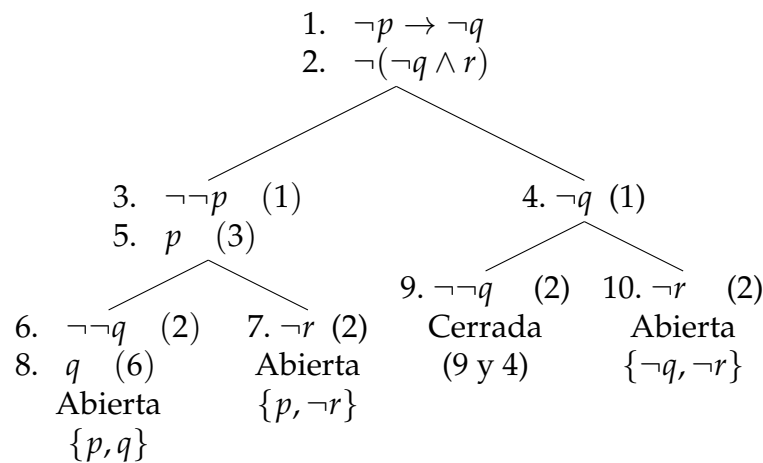 1. ¬p → ¬q
2. ¬(¬q ∧ r)
3. ¬¬p (1)
5. p (3)
4. ¬q (1)
6. ¬¬q (2)
8. q (6)
Abierta
{p, q}
7. ¬r (2)
Abierta
{p, ¬r}
9. ¬¬q (2)
Cerrada
(9 y 4)
10. ¬r (2)
Abierta
{¬q, ¬r}